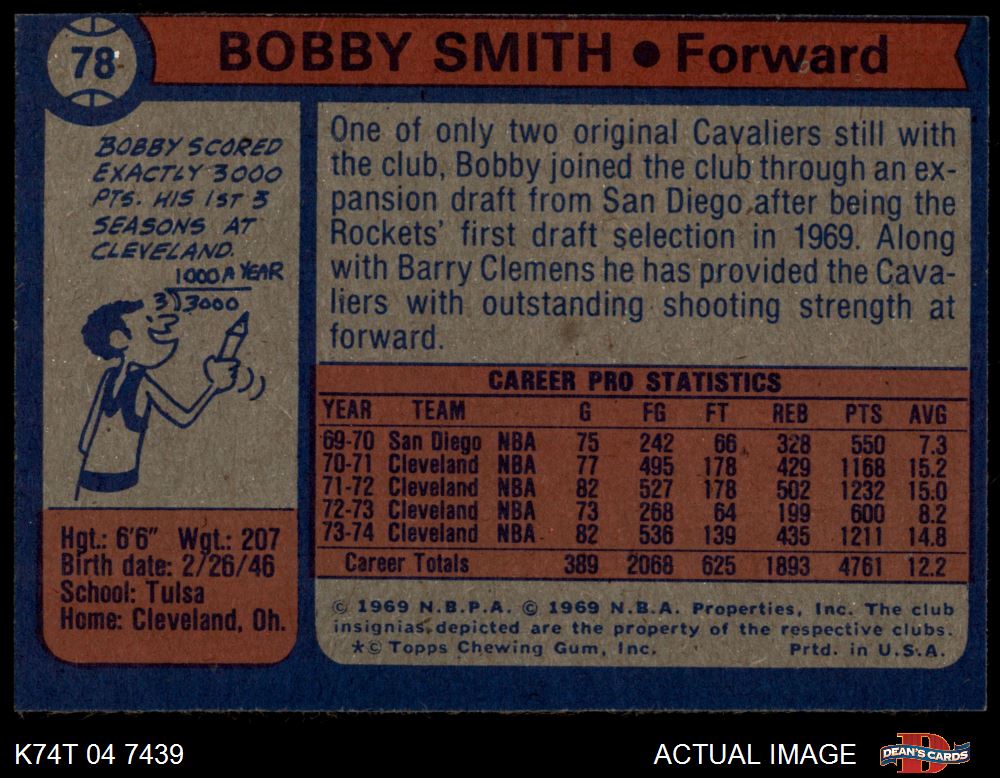 78
BOBBY SMITH ● Forward
BOBBY SCORED
EXACTLY 3000
PTS. HIS 1ST 3
SEASONS AT
CLEVELAND.
1000 A YEAR
3)3000
Hgt.: 6'6" Wgt.: 207
Birth date: 2/26/46
School: Tulsa
Home: Cleveland, Oh.
One of only two original Cavaliers still with
the club, Bobby joined the club through an ex-
pansion draft from San Diego after being the
Rockets' first draft selection in 1969. Along
with Barry Clemens he has provided the Cava-
liers with outstanding shooting strength at
forward.
CAREER PRO STATISTICS
YEAR TEAM G FG FT REB PTS AVG
69-70 San Diego NBA 75 242 66 328 550 7.3
70-71 Cleveland NBA 77 495 178 429 1168 15.2
71-72 Cleveland NBA 82 527 178 502 1232 15.0
72-73 Cleveland NBA 73 268 64 199 600 8.2
73-74 Cleveland NBA 82 536 139 435 1211 14.8
Career Totals 389 2068 625 1893 4761 12.2
© 1969 N.B.P.A. © 1969 N.B.A. Properties, Inc. The club
insignias depicted are the property of the respective clubs.
*© Topps Chewing Gum, Inc. Prtd. in U.S.A.
K74T 04 7439
ACTUAL IMAGE
D
DEAN'S CARDS